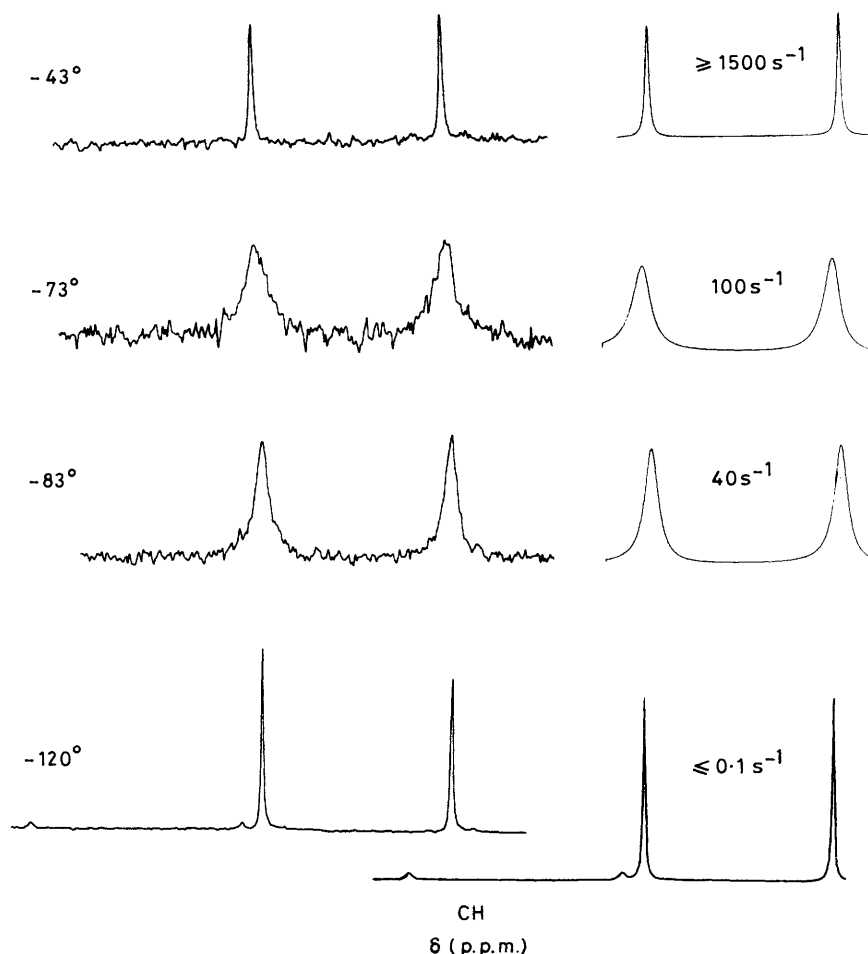 -43°
≥ 1500 s⁻¹
-73°
100 s⁻¹
-83°
40 s⁻¹
-120°
≤ 0·1 s⁻¹
CH
δ ( p.p.m.)